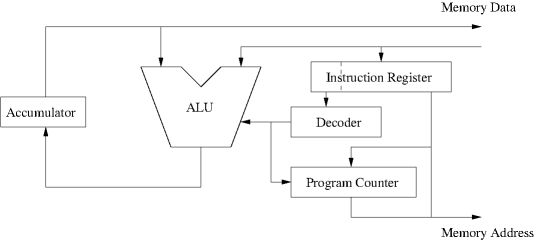 Memory Data
Instruction Register
Accumulator
ALU
Decoder
Program Counter
Memory Address